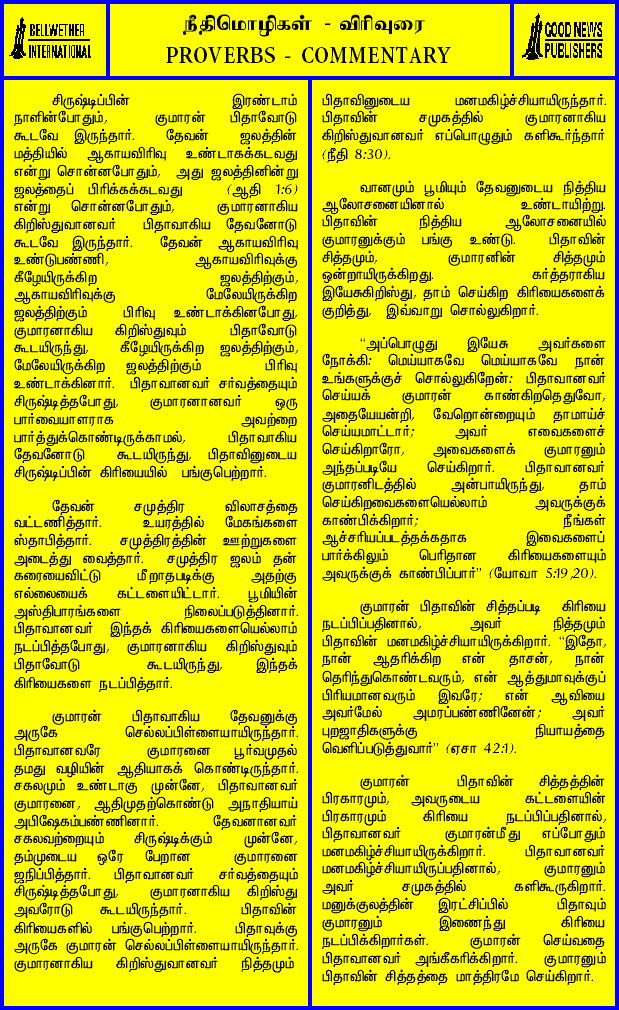 BELLWETHER
INTERNATIONAL
நீதிமொழிகள் - விரிவுரை
PROVERBS - COMMENTARY
GOOD NEWS
PUBLISHERS
சிருஷ்டிப்பின் இரண்டாம்
நாளின்போதும், குமாரன் பிதாவோடு
கூடவே இருந்தார். தேவன் ஜலத்தின்
மத்தியில் ஆகாயவிரிவு உண்டாகக்கடவது
என்று சொன்னபோதும், அது ஜலத்தினின்று
ஜலத்தைப் பிரிக்கக்கடவது (ஆதி 1:6)
என்று சொன்னபோதும், குமாரனாகிய
கிறிஸ்துவானவர் பிதாவாகிய தேவனோடு
கூடவே இருந்தார். தேவன் ஆகாயவிரிவு
உண்டுபண்ணி, ஆகாயவிரிவுக்கு
கீழேயிருக்கிற ஜலத்திற்கும்,
ஆகாயவிரிவுக்கு மேலேயிருக்கிற
ஜலத்திற்கும் பிரிவு உண்டாக்கினபோது,
குமாரனாகிய கிறிஸ்துவும் பிதாவோடு
கூடயிருந்து, கீழேயிருக்கிற ஜலத்திற்கும்,
மேலேயிருக்கிற ஜலத்திற்கும் பிரிவு
உண்டாக்கினார். பிதாவானவர் சர்வத்தையும்
சிருஷ்டித்தபோது, குமாரனானவர் ஒரு
பார்வையாளராக அவற்றை
பார்த்துக்கொண்டிருக்காமல், பிதாவாகிய
தேவனோடு கூடயிருந்து, பிதாவினுடைய
சிருஷ்டிப்பின் கிரியையில் பங்குபெற்றார்.
தேவன் சமுத்திர விலாசத்தை
வட்டணித்தார். உயரத்தில் மேகங்களை
ஸ்தாபித்தார். சமுத்திரத்தின் ஊற்றுகளை
அடைத்து வைத்தார். சமுத்திர ஜலம் தன்
கரையைவிட்டு மீறாதபடிக்கு அதற்கு
எல்லையைக் கட்டளையிட்டார். பூமியின்
அஸ்திபாரங்களை நிலைப்படுத்தினார்.
பிதாவானவர் இந்தக் கிரியைகளையெல்லாம்
நடப்பித்தபோது, குமாரனாகிய கிறிஸ்துவும்
பிதாவோடு கூடயிருந்து, இந்தக்
கிரியைகளை நடப்பித்தார்.
குமாரன் பிதாவாகிய தேவனுக்கு
அருகே செல்லப்பிள்ளையாயிருந்தார்.
பிதாவானவரே குமாரனை பூர்வமுதல்
தமது வழியின் ஆதியாகக் கொண்டிருந்தார்.
சகலமும் உண்டாகு முன்னே, பிதாவானவர்
குமாரனை, ஆதிமுதற்கொண்டு அநாதியாய்
அபிஷேகம்பண்ணினார். தேவனானவர்
சகலவற்றையும் சிருஷ்டிக்கும் முன்னே,
தம்முடைய ஒரே பேறான குமாரனை
ஜநிப்பித்தார். பிதாவானவர் சர்வத்தையும்
சிருஷ்டித்தபோது, குமாரனாகிய கிறிஸ்து
அவரோடு கூடயிருந்தார். பிதாவின்
கிரியைகளில் பங்குபெற்றார். பிதாவுக்கு
அருகே குமாரன் செல்லப்பிள்ளையாயிருந்தார்.
குமாரனாகிய கிறிஸ்துவானவர் நித்தமும்
பிதாவினுடைய மனமகிழ்ச்சியாயிருந்தார்.
பிதாவின் சமுகத்தில் குமாரனாகிய
கிறிஸ்துவானவர் எப்பொழுதும் களிகூர்ந்தார்
(நீதி 8:30).
வானமும் பூமியும் தேவனுடைய நித்திய
ஆலோசனையினால் உண்டாயிற்று.
பிதாவின் நித்திய ஆலோசனையில்
குமாரனுக்கும் பங்கு உண்டு. பிதாவின்
சித்தமும், குமாரனின் சித்தமும்
ஒன்றாயிருக்கிறது. கர்த்தராகிய
இயேசுகிறிஸ்து, தாம் செய்கிற கிரியைகளைக்
குறித்து, இவ்வாறு சொல்லுகிறார்.
“அப்பொழுது இயேசு அவர்களை
நோக்கி: மெய்யாகவே மெய்யாகவே நான்
உங்களுக்குச் சொல்லுகிறேன்: பிதாவானவர்
செய்யக் குமாரன் காண்கிறதெதுவோ,
அதையேயன்றி, வேறொன்றையும் தாமாய்ச்
செய்யமாட்டார்; அவர் எவைகளைச்
செய்கிறாரோ, அவைகளைக் குமாரனும்
அந்தப்படியே செய்கிறார். பிதாவானவர்
குமாரனிடத்தில் அன்பாயிருந்து, தாம்
செய்கிறவைகளையெல்லாம் அவருக்குக்
காண்பிக்கிறார்; நீங்கள்
ஆச்சரியப்படத்தக்கதாக இவைகளைப்
பார்க்கிலும் பெரிதான கிரியைகளையும்
அவருக்குக் காண்பிப்பார்” (யோவா 5:19,20).
குமாரன் பிதாவின் சித்தப்படி கிரியை
நடப்பிப்பதினால், அவர் நித்தமும்
பிதாவின் மனமகிழ்ச்சியாயிருக்கிறார். “இதோ,
நான் ஆதரிக்கிற என் தாசன், நான்
தெரிந்துகொண்டவரும், என் ஆத்துமாவுக்குப்
பிரியமானவரும் இவரே; என் ஆவியை
அவர்மேல் அமரப்பண்ணினேன்; அவர்
புறஜாதிகளுக்கு நியாயத்தை
வெளிப்படுத்துவார்” (ஏசா 42:1).
குமாரன் பிதாவின் சித்தத்தின்
பிரகாரமும், அவருடைய கட்டளையின்
பிரகாரமும் கிரியை நடப்பிப்பதினால்,
பிதாவானவர் குமாரன்மீது எப்போதும்
மனமகிழ்ச்சியாயிருக்கிறார். பிதாவானவர்
மனமகிழ்ச்சியாயிருப்பதினால், குமாரனும்
அவர் சமுகத்தில் களிகூருகிறார்.
மனுக்குலத்தின் இரட்சிப்பில் பிதாவும்
குமாரனும் இணைந்து கிரியை
நடப்பிக்கிறார்கள். குமாரன் செய்வதை
பிதாவானவர் அங்கீகரிக்கிறார். குமாரனும்
பிதாவின் சித்தத்தை மாத்திரமே செய்கிறார்.